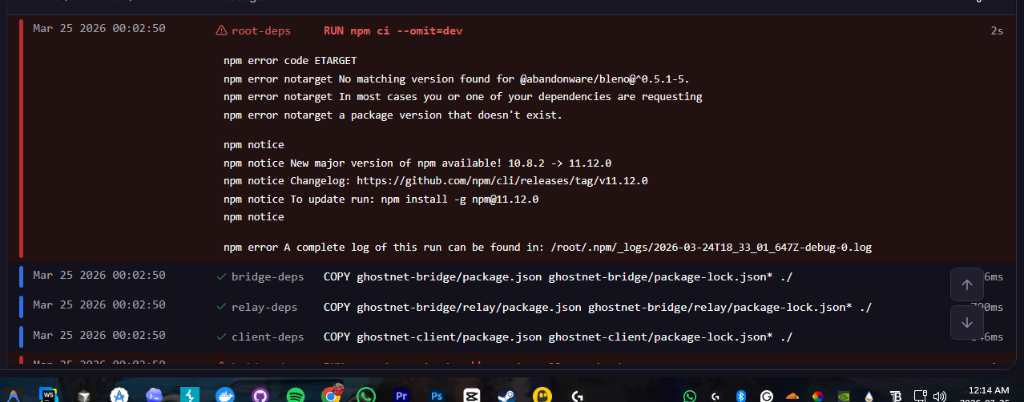 Mar 25 2026 00:02:50 root-deps RUN npm ci --omit=dev 2s
npm error code ETARGET
npm error notarget No matching version found for @abandonware/bleno@^0.5.1-5.
npm error notarget In most cases you or one of your dependencies are requesting
npm error notarget a package version that doesn't exist.
npm notice
npm notice New major version of npm available! 10.8.2 -> 11.12.0
npm notice Changelog: https://github.com/npm/cli/releases/tag/v11.12.0
npm notice To update run: npm install -g npm@11.12.0
npm notice
npm error A complete log of this run can be found in: /root/.npm/_logs/2026-03-24T18_33_01_647Z-debug-0.log
Mar 25 2026 00:02:50 bridge-deps COPY ghostnet-bridge/package.json ghostnet-bridge/package-lock.json* ./
Mar 25 2026 00:02:50 relay-deps COPY ghostnet-bridge/relay/package.json ghostnet-bridge/relay/package-lock.json* ./
Mar 25 2026 00:02:50 client-deps COPY ghostnet-client/package.json ghostnet-client/package-lock.json* ./
Mar 25 2026 00:02:50
WS Pr Ps
12:14 AM